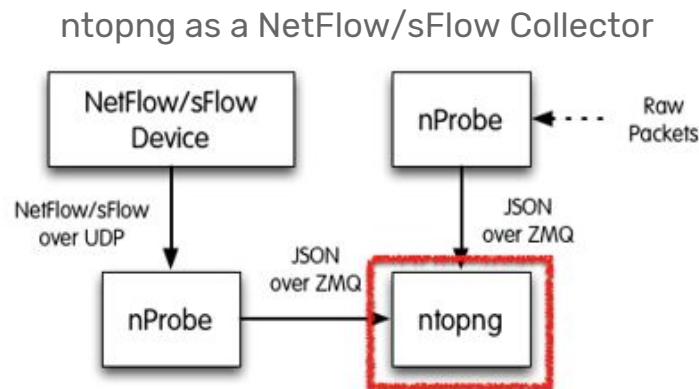 ntopng as a NetFlow/sFlow Collector
NetFlow/sFlow
Device
nProbe
Raw
Packets
NetFlow/sFlow
over UDP
JSON
over ZMQ
JSON
over ZMQ
nProbe
ntopng